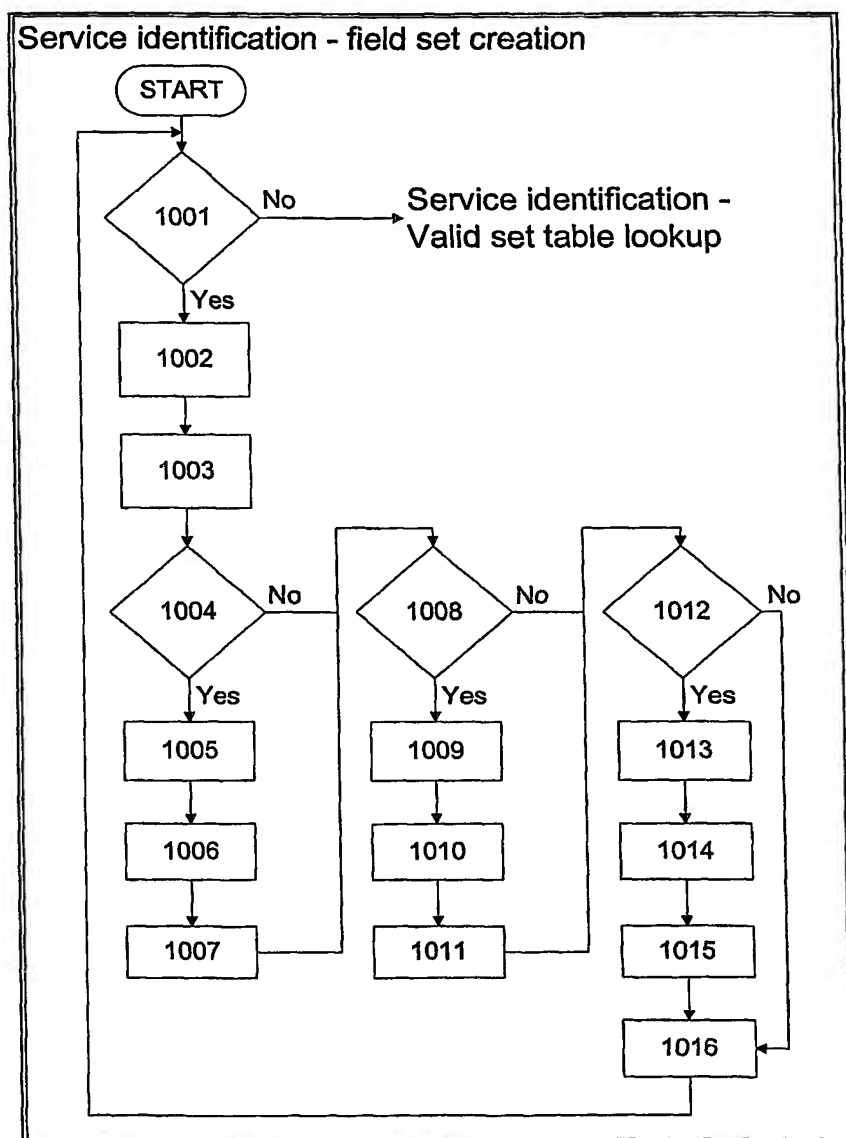 Service identification - field set creation
START
1001
No
Service identification -
Valid set table lookup
Yes
1002
1003
1004
No
1008
No
1012
No
Yes
Yes
Yes
1005
1009
1013
1006
1010
1014
1007
1011
1015
1016